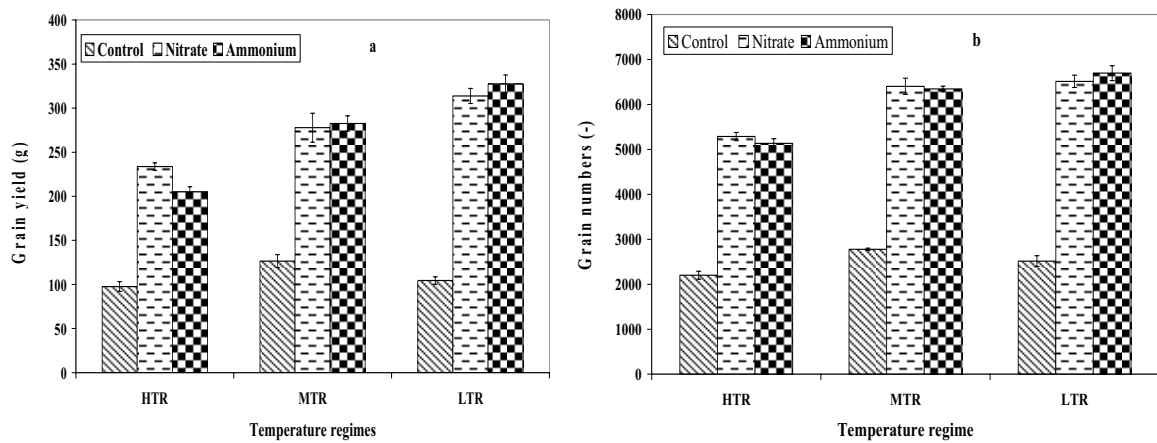 400
350
300
250
200
150
100
50
0
Grain yield (g)
Control Nitrate Ammonium
a
HTR MTR LTR
Temperature regimes
8000
7000
6000
5000
4000
3000
2000
1000
0
Grain numbers (-)
Control Nitrate Ammonium
b
HTR MTR LTR
Temperature regime